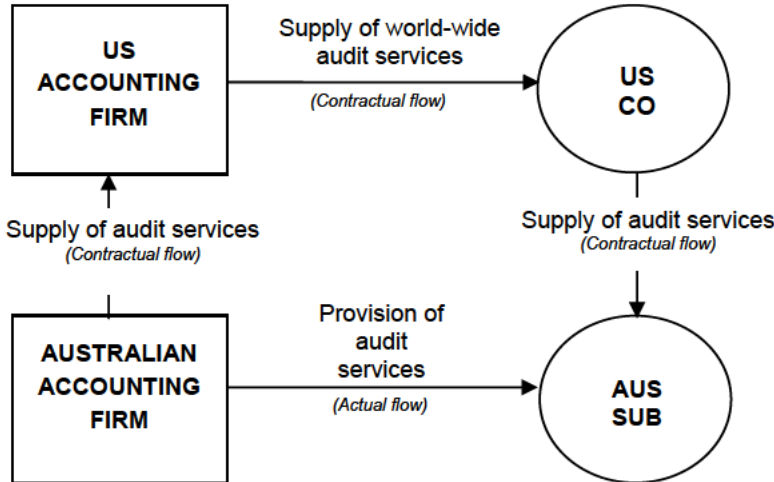 US
ACCOUNTING
FIRM
Supply of world-wide
audit services
(Contractual flow)
US
CO
Supply of audit services
(Contractual flow)
Supply of audit services
(Contractual flow)
AUSTRALIAN
ACCOUNTING
FIRM
Provision of
audit
services
(Actual flow)
AUS
SUB